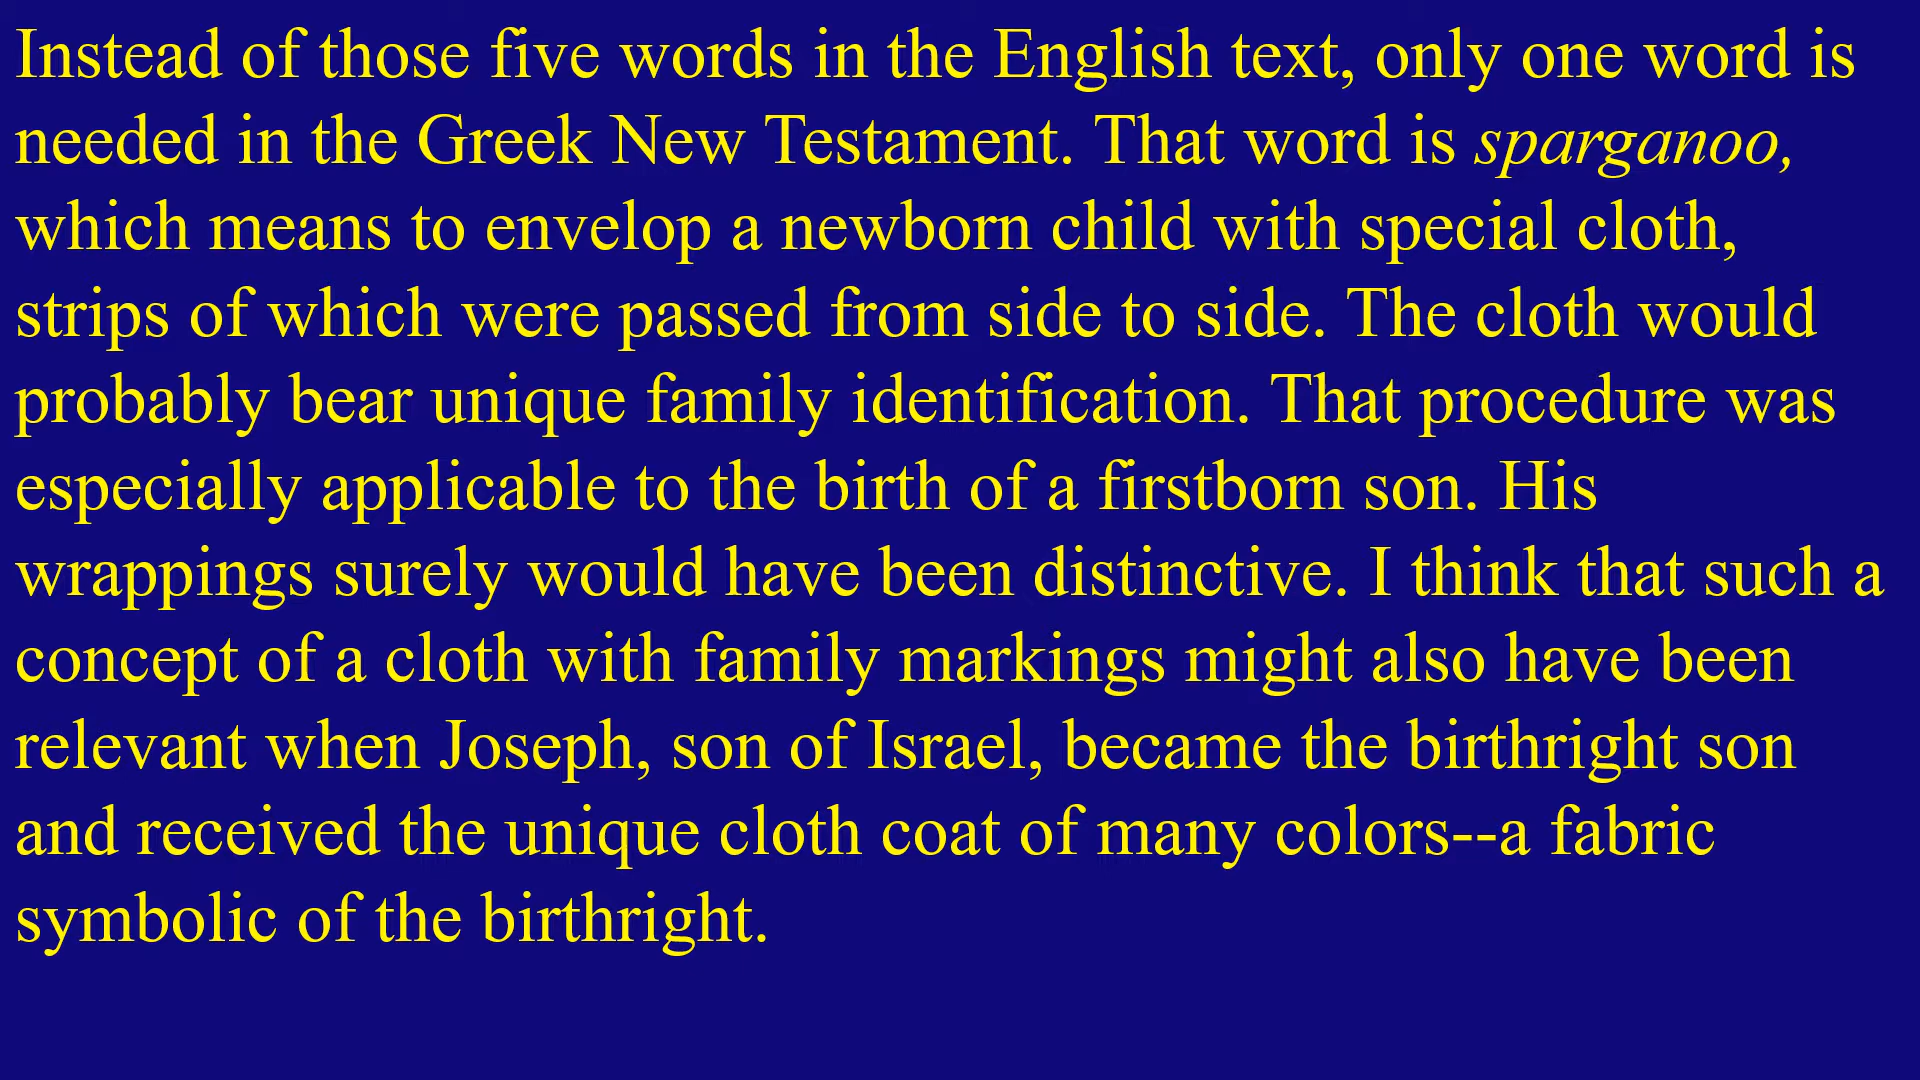 Instead of those five words in the English text, only one word is
needed in the Greek New Testament. That word is sparganoo,
which means to envelop a newborn child with special cloth,
strips of which were passed from side to side. The cloth would
probably bear unique family identification. That procedure was
especially applicable to the birth of a firstborn son. His
wrappings surely would have been distinctive. I think that such a
concept of a cloth with family markings might also have been
relevant when Joseph, son of Israel, became the birthright son
and received the unique cloth coat of many colors--a fabric
symbolic of the birthright.